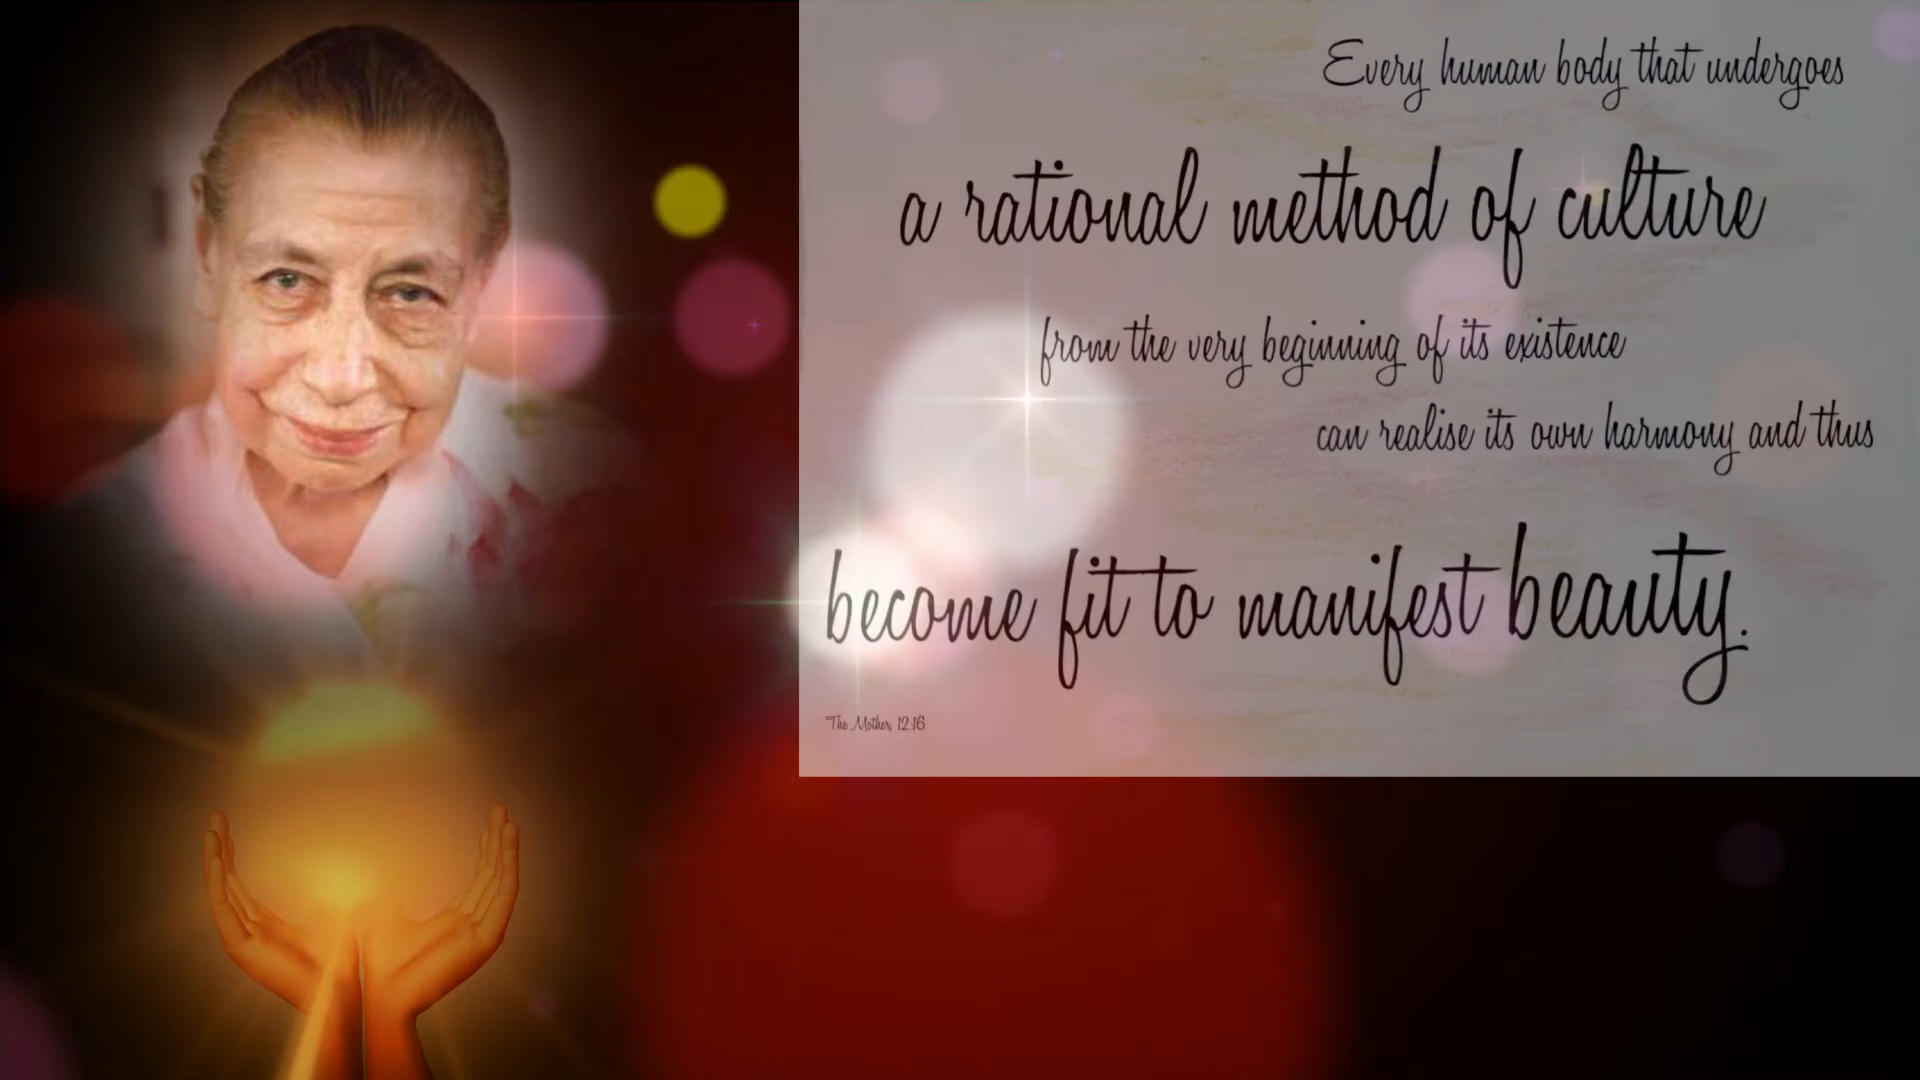 Every human body that undergoes
a rational method of culture
from the very beginning of its existence
can realise its own harmony and thus
become fit to manifest beauty.
The Mother, 12:16